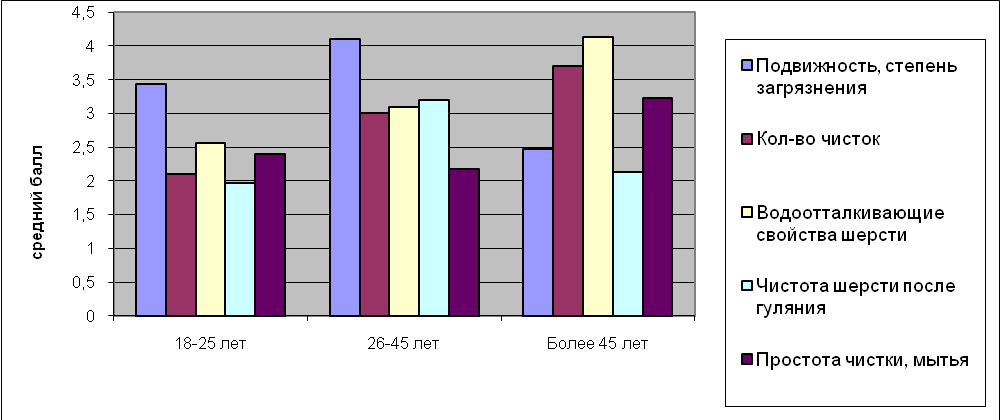 4,5
4
3,5
3
2,5
2
1,5
1
0,5
0
средний балл
18-25 лет
26-45 лет
Более 45 лет
Подвижность, степень
загрязнения
Кол-во чисток
Водоотталкивающие
свойства шерсти
Чистота шерсти после
гуляния
Простота чистки, мытья